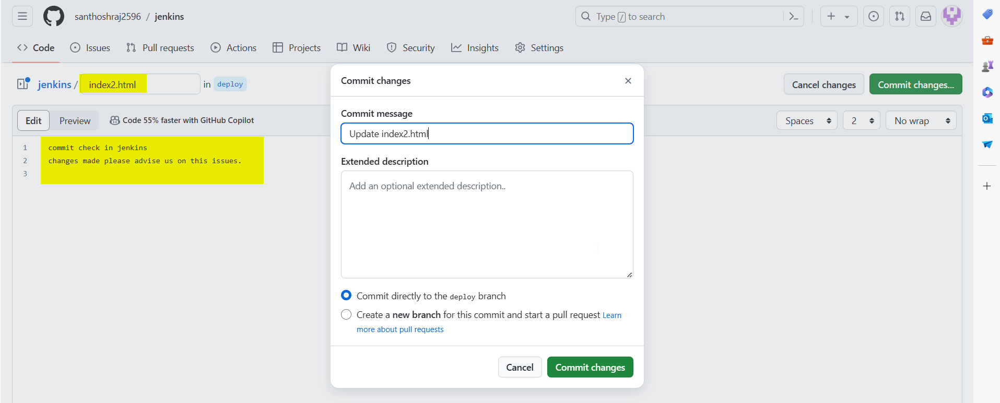 santhoshraj2596 / jenkins
Type / to search
Code Issues Pull requests Actions Projects Wiki Security Insights Settings
jenkins / index2.html in deploy
Cancel changes Commit changes...
Edit Preview Code 55% faster with GitHub Copilot
Spaces 2 No wrap
1 commit check in jenkins
2 changes made please advise us on this issues.
3
Commit changes
Commit message
Update index2.html
Extended description
Add an optional extended description..
Commit directly to the deploy branch
Create a new branch for this commit and start a pull request Learn
more about pull requests
Cancel Commit changes